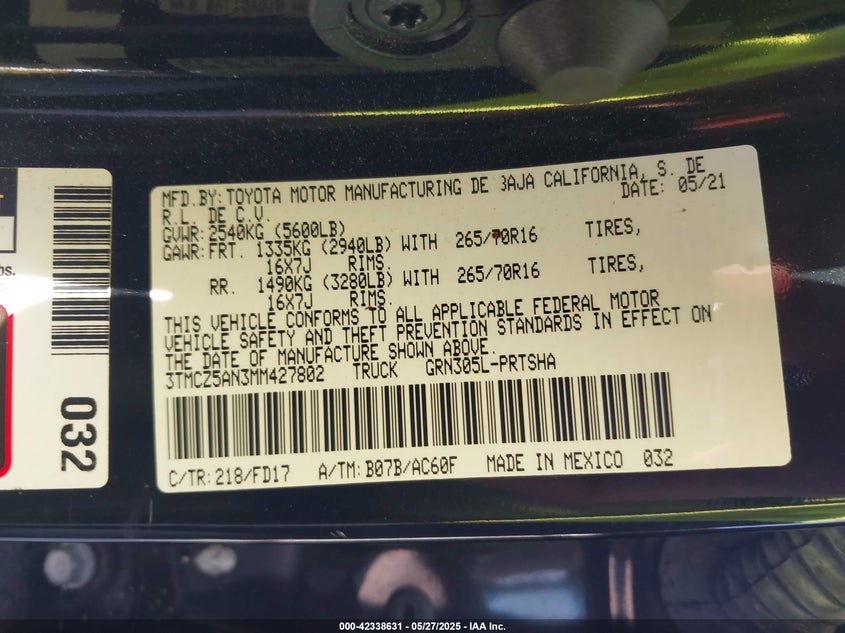 MFD.BY:TOYOTA MOTOR MANUFACTURING DE BAJA CALIFORNIA, S. DE
R.L. DE C.V. DATE: 05/21
GVWR:2540KG (5600LB)
GAWR:FRT. 1335KG (2940LB) WITH 265/70R16 TIRES,
16X7J RIMS.
RR. 1490KG (3280LB) WITH 265/70R16 TIRES,
16X7J RIMS.
THIS VEHICLE CONFORMS TO ALL APPLICABLE FEDERAL MOTOR
VEHICLE SAFETY AND THEFT PREVENTION STANDARDS IN EFFECT ON
THE DATE OF MANUFACTURE SHOWN ABOVE.
3TMCZ5AN3MM427802 TRUCK GRN305L-PRTSHA
C/TR:218/FD17 A/TM:B07B/AC60F MADE IN MEXICO 032
bs.
032
000-42338631 - 05/27/2025 - IAA Inc.